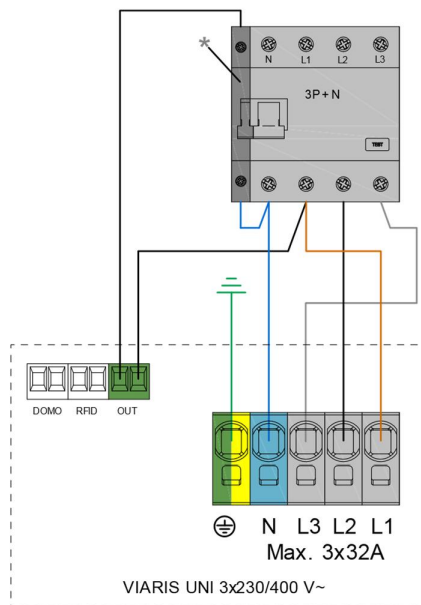 *
N L1 L2 L3
3P+N
TEST
DOMO RFID OUT
N L3 L2 L1
Max. 3x32A
VIARIS UNI 3x230/400 V~